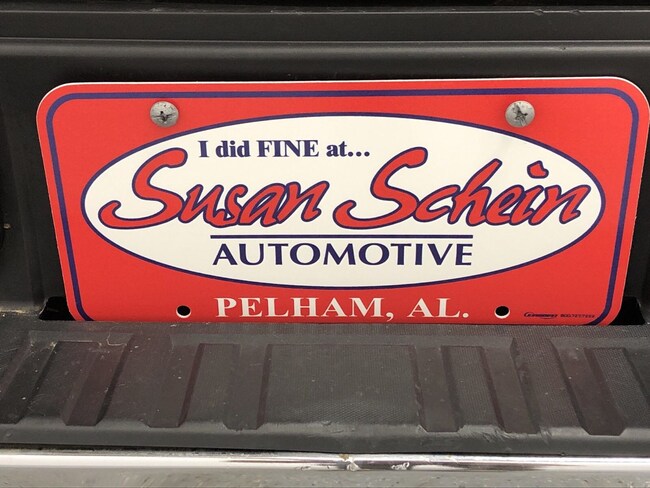 I did FINE at...
Susan Schein
AUTOMOTIVE
PELHAM, AL.